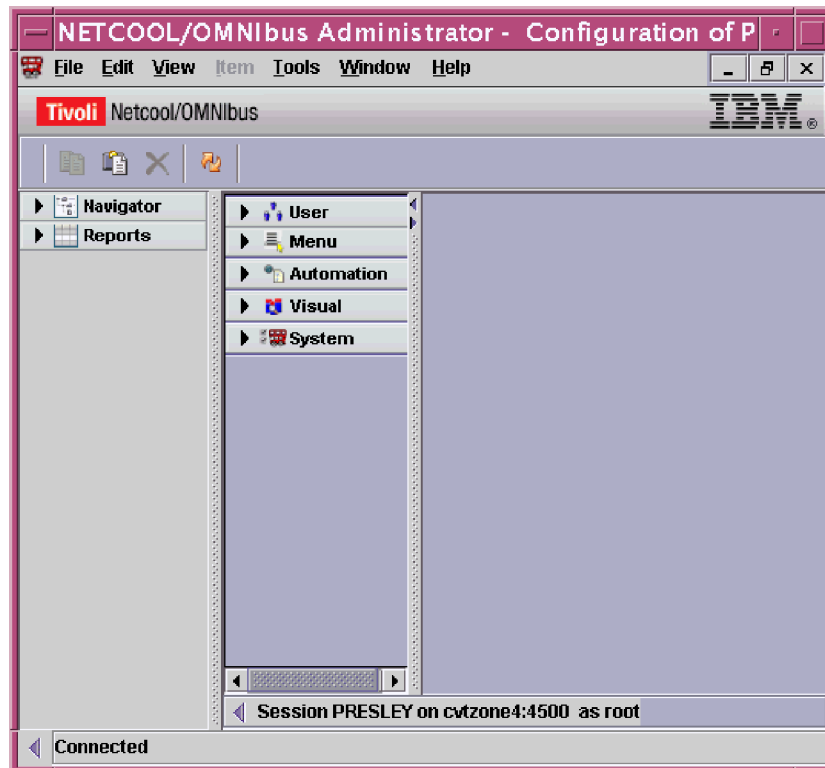 NETCOOL/OMNIbus Administrator - Configuration of P
File Edit View Item Tools Window Help
Tivoli Netcool/OMNIbus
IBM®
Navigator
Reports
User
Menu
Automation
Visual
System
Session PRESLEY on cvtzone4:4500 as root
Connected